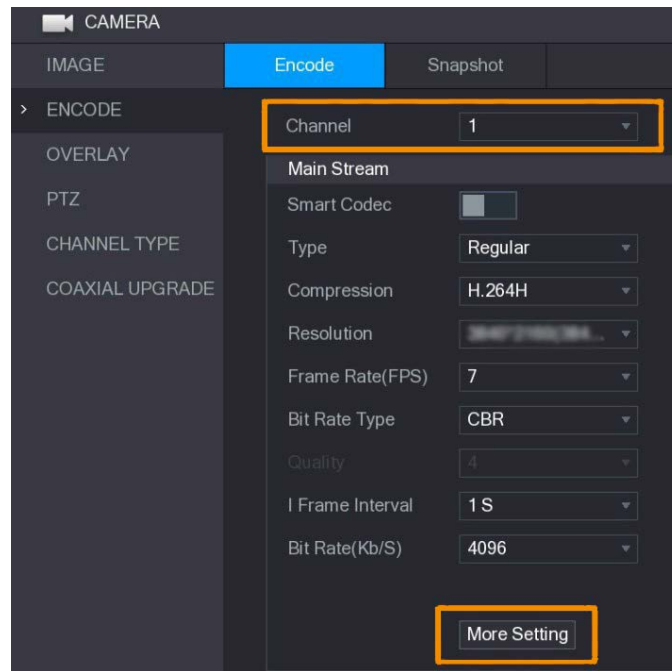 CAMERA
IMAGE
Encode Snapshot
> ENCODE
Channel 1
OVERLAY
Main Stream
PTZ
Smart Codec
CHANNEL TYPE
Type Regular
COAXIAL UPGRADE
Compression H.264H
Resolution
Frame Rate(FPS) 7
Bit Rate Type CBR
Quality 4
I Frame Interval 1 S
Bit Rate(Kb/S) 4096
More Setting